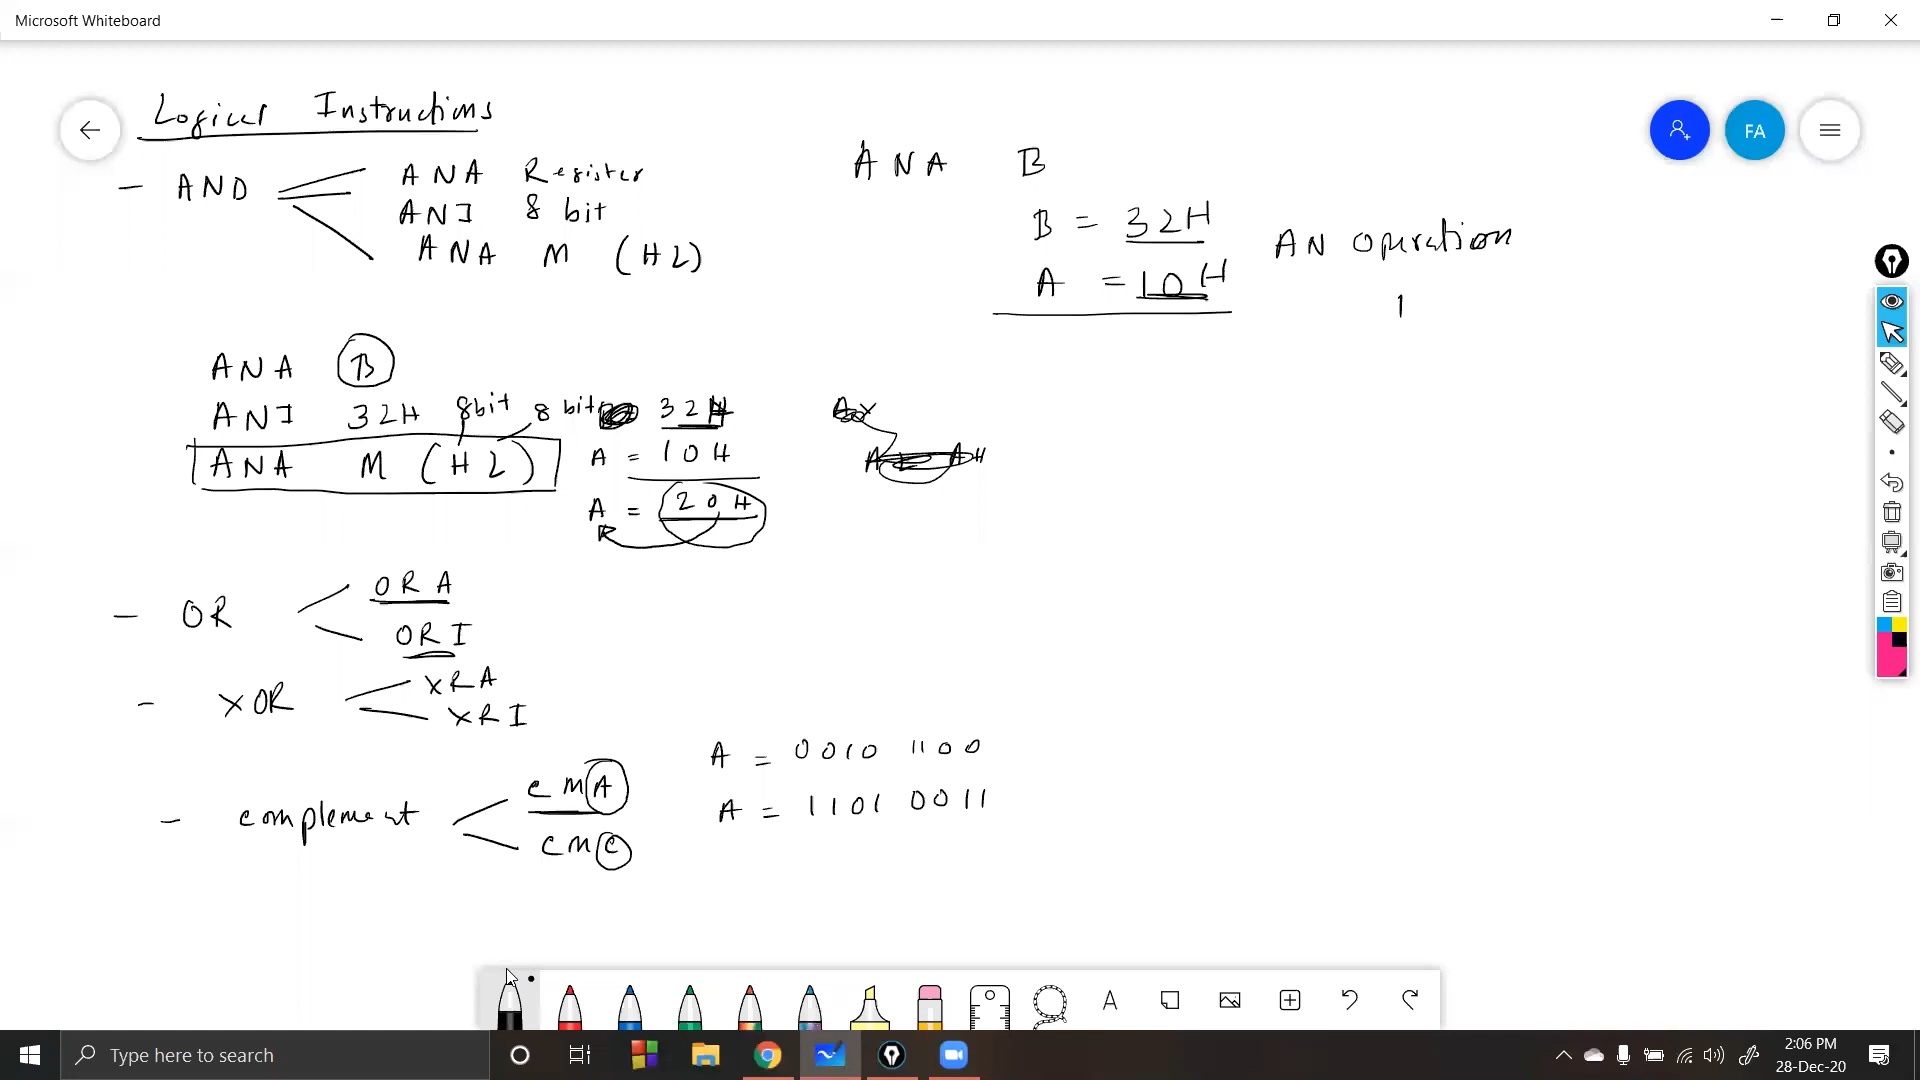 Microsoft Whiteboard
Logical Instructions
- AND
ANA Register
ANI 8 bit
ANA M (HL)
ANA B
B = 32H
A = 10H
AN operation
1
FA
ANA B
ANI 32H
8bit 8 bit
ANA M (HL)
32H
A = 10H
A = 20H
- OR
ORA
ORI
- XOR
XRA
XRI
- complement
CMA
CMC
A = 0010 1100
A = 1101 0011
A
Type here to search
2:06 PM
28-Dec-20